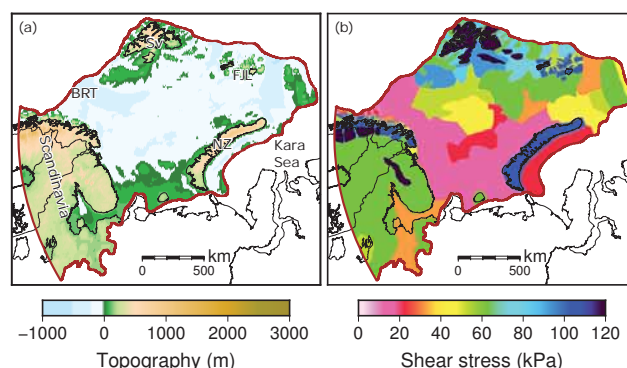 (a)
Sv
FJL
BRT
NZ
Kara
Sea
Scandinavia
km
0 500
−1000 0 1000 2000 3000
Topography (m)
(b)
km
0 500
0 20 40 60 80 100 120
Shear stress (kPa)